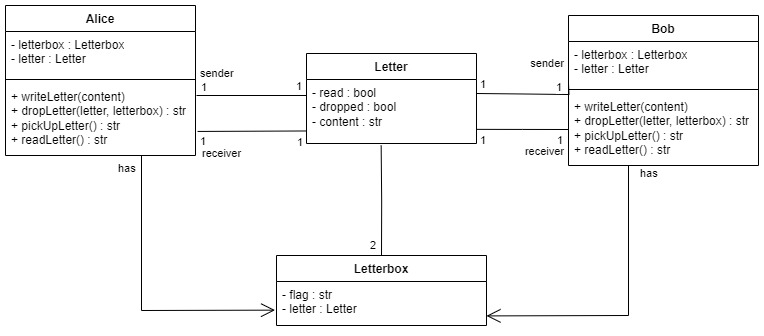 Alice
- letterbox : Letterbox
- letter : Letter
+ writeLetter(content)
+ dropLetter(letter, letterbox) : str
+ pickUpLetter() : str
+ readLetter() : str
sender
1
1
1
receiver
1
has
Letter
- read : bool
- dropped : bool
- content : str
1
sender
1
1
1
receiver
Bob
- letterbox : Letterbox
- letter : Letter
+ writeLetter(content)
+ dropLetter(letter, letterbox) : str
+ pickUpLetter() : str
+ readLetter() : str
has
2
Letterbox
- flag : str
- letter : Letter